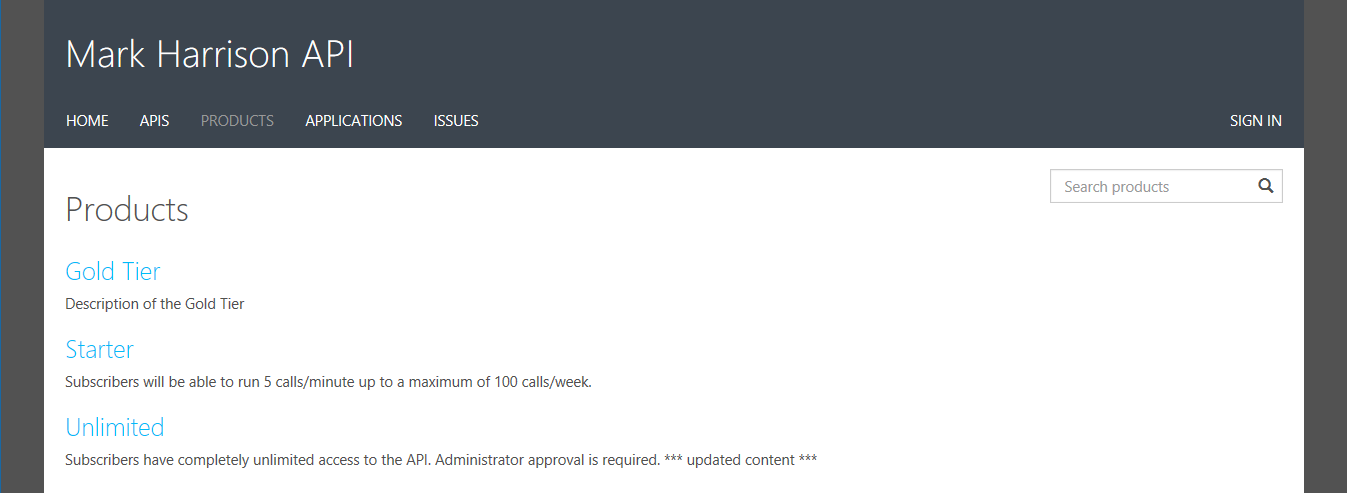 Mark Harrison API
HOME APIS PRODUCTS APPLICATIONS ISSUES SIGN IN
Search products
Products
Gold Tier
Description of the Gold Tier
Starter
Subscribers will be able to run 5 calls/minute up to a maximum of 100 calls/week.
Unlimited
Subscribers have completely unlimited access to the API. Administrator approval is required. *** updated content ***